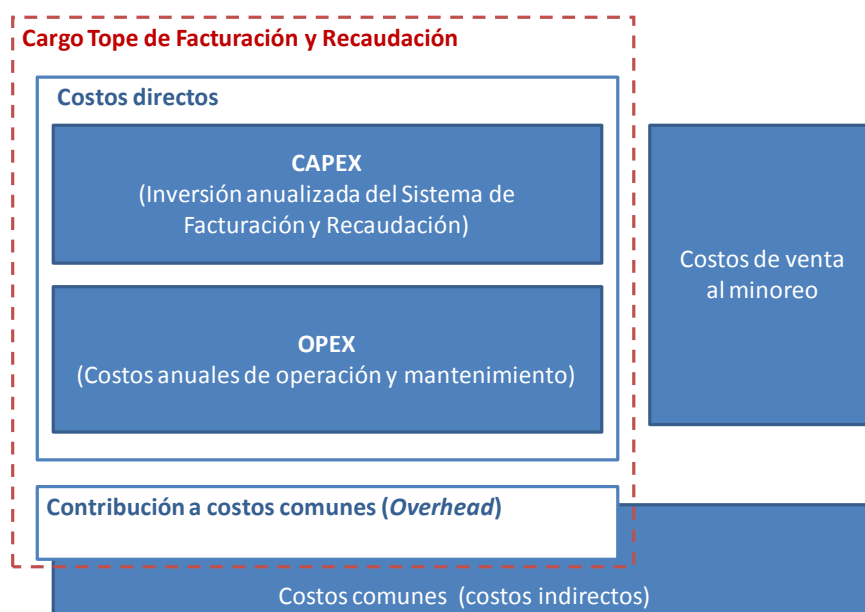 Cargo Tope de Facturación y Recaudación
Costos directos
CAPEX
(Inversión anualizada del Sistema de
Facturación y Recaudación)
OPEX
(Costos anuales de operación y mantenimiento)
Costos de venta
al minoreo
Contribución a costos comunes (Overhead)
Costos comunes (costos indirectos)